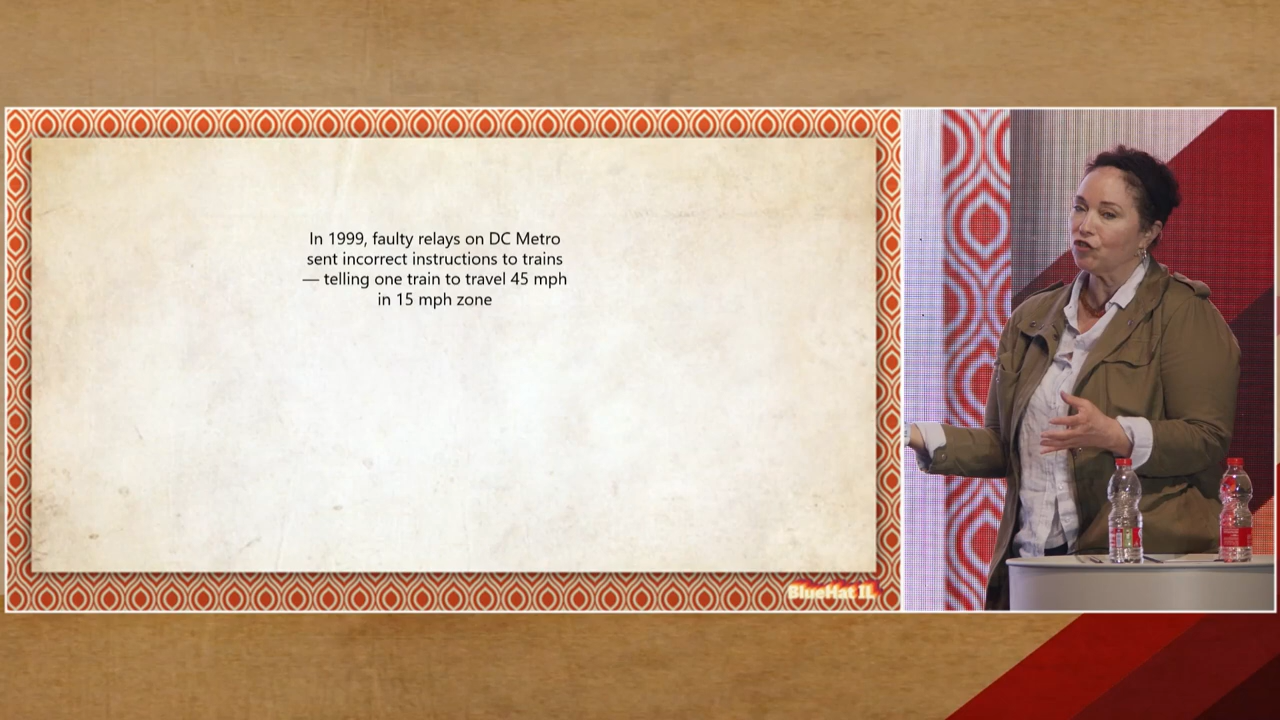 In 1999, faulty relays on DC Metro
sent incorrect instructions to trains
— telling one train to travel 45 mph
in 15 mph zone
BlueHat IL